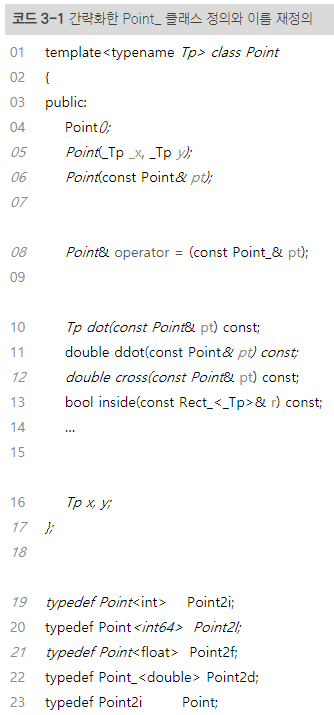 코드 3-1 간략화한 Point_ 클래스 정의와 이름 재정의
01 template<typename Tp> class Point
02 {
03 public:
04 Point();
05 Point(_Tp _x, _Tp y);
06 Point(const Point& pt);
07
08 Point& operator = (const Point_& pt);
09
10 Tp dot(const Point& pt) const;
11 double ddot(const Point& pt) const;
12 double cross(const Point& pt) const;
13 bool inside(const Rect_<_Tp>& r) const;
14 ...
15
16 Tp x, y;
17 };
18
19 typedef Point<int> Point2i;
20 typedef Point<int64> Point2l;
21 typedef Point<float> Point2f;
22 typedef Point_<double> Point2d;
23 typedef Point2i Point;